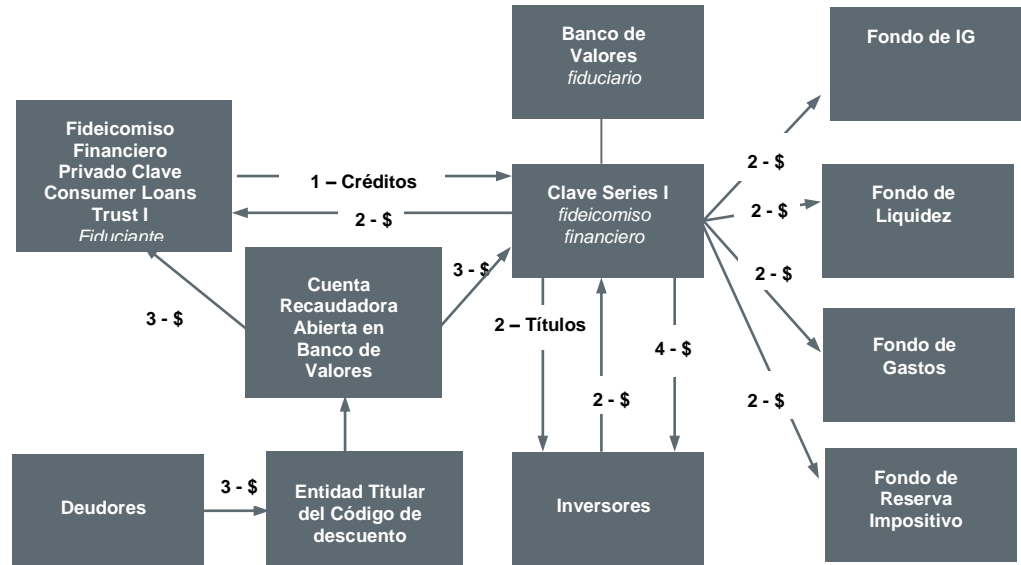 Banco de
Valores
fiduciario
Fondo de IG
Fideicomiso
Financiero
Privado Clave
Consumer Loans
Trust I
Fiduciante
1 – Créditos
2 - $
Clave Series I
fideicomiso
financiero
2 - $
Fondo de
Liquidez
2 - $
3 - $
Cuenta
Recaudadora
Abierta en
Banco de
Valores
3 - $
2 – Títulos
4 - $
2 - $
2 - $
Fondo de
Gastos
2 - $
Deudores
3 - $
Entidad Titular
del Código de
descuento
Inversores
Fondo de
Reserva
Impositivo